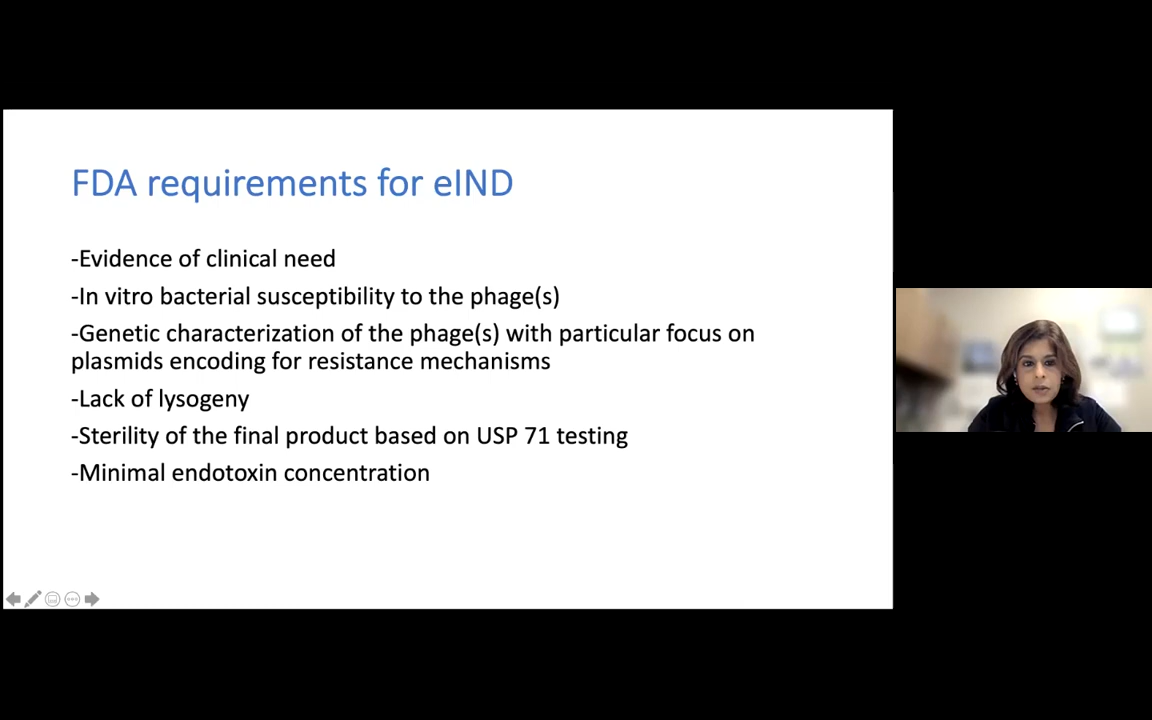 FDA requirements for eIND
-Evidence of clinical need
-In vitro bacterial susceptibility to the phage(s)
-Genetic characterization of the phage(s) with particular focus on
plasmids encoding for resistance mechanisms
-Lack of lysogeny
-Sterility of the final product based on USP 71 testing
-Minimal endotoxin concentration